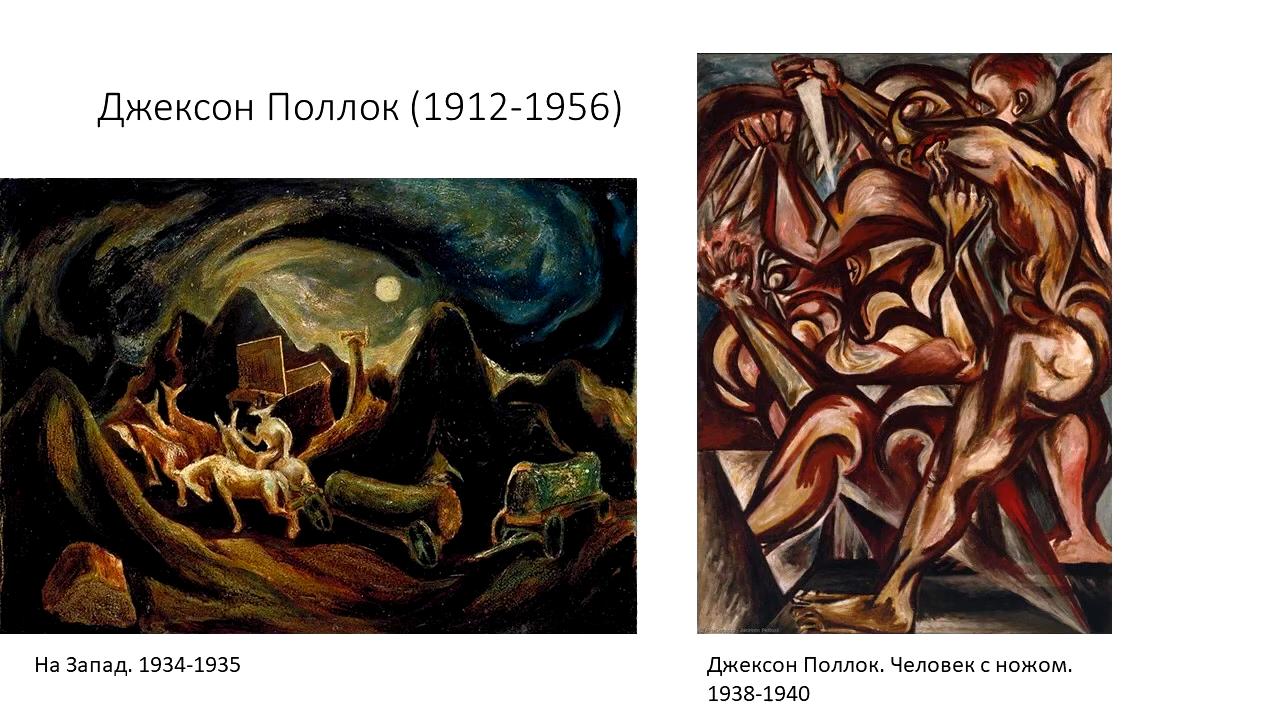 Джексон Поллок (1912-1956)
На Запад. 1934-1935
Джексон Поллок. Человек с ножом.
1938-1940